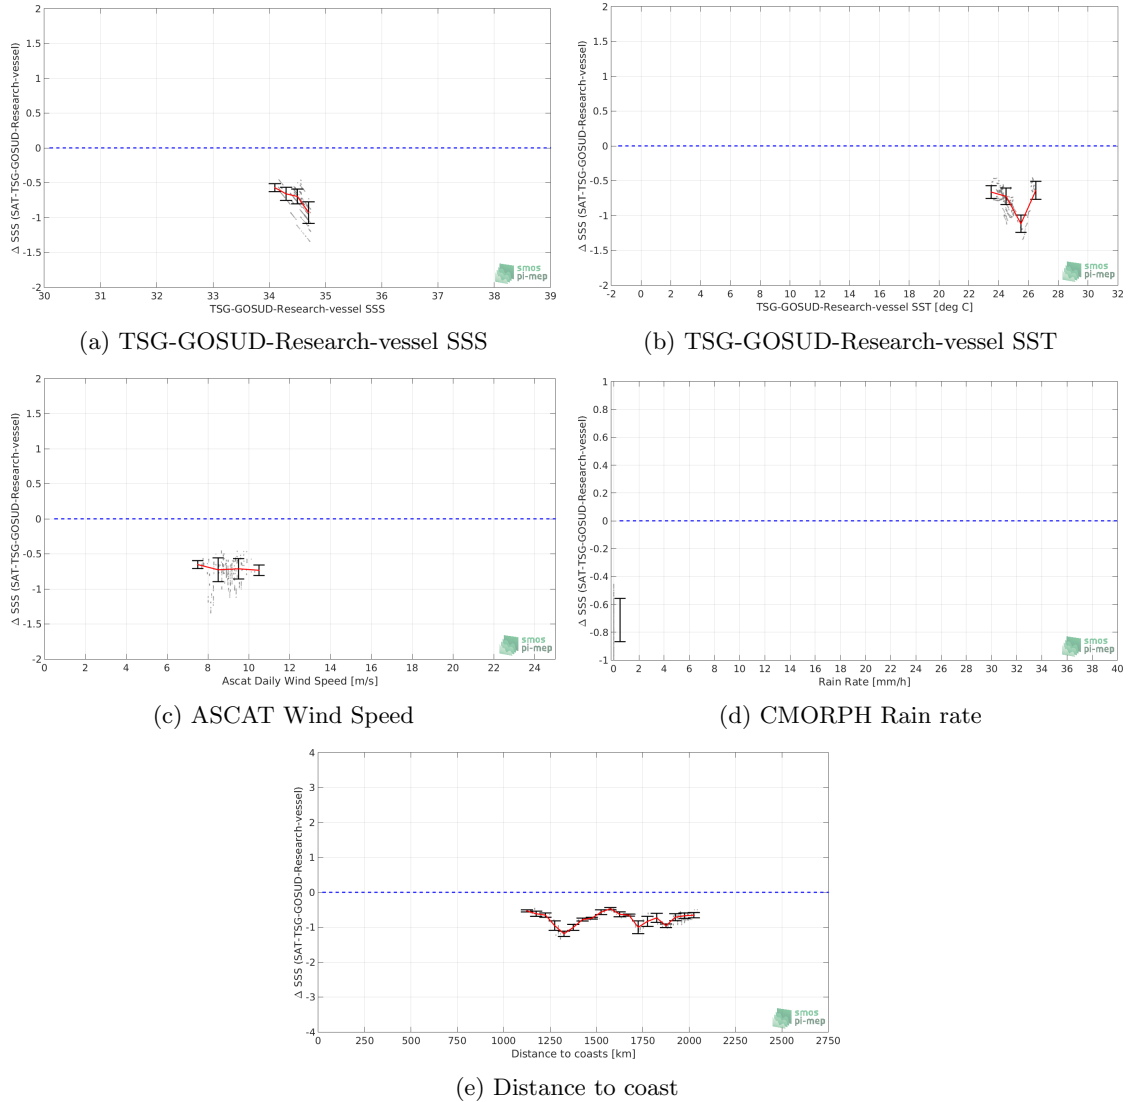 2
1.5
1
0.5
0
-0.5
-1
-1.5
-2
Δ SSS (SAT-TSG-GOSUD-Research-vessel)
30 31 32 33 34 35 36 37 38 39
TSG-GOSUD-Research-vessel SSS
smos
pi-mep
(a) TSG-GOSUD-Research-vessel SSS
2
1.5
1
0.5
0
-0.5
-1
-1.5
-2
Δ SSS (SAT-TSG-GOSUD-Research-vessel)
-2 0 2 4 6 8 10 12 14 16 18 20 22 24 26 28 30 32
TSG-GOSUD-Research-vessel SST [deg C]
smos
pi-mep
(b) TSG-GOSUD-Research-vessel SST
2
1.5
1
0.5
0
-0.5
-1
-1.5
-2
Δ SSS (SAT-TSG-GOSUD-Research-vessel)
0 2 4 6 8 10 12 14 16 18 20 22 24
Ascat Daily Wind Speed [m/s]
smos
pi-mep
(c) ASCAT Wind Speed
1
0.8
0.6
0.4
0.2
0
-0.2
-0.4
-0.6
-0.8
-1
Δ SSS (SAT-TSG-GOSUD-Research-vessel)
0 2 4 6 8 10 12 14 16 18 20 22 24 26 28 30 32 34 36 38 40
Rain Rate [mm/h]
smos
pi-mep
(d) CMORPH Rain rate
4
3
2
1
0
-1
-2
-3
-4
Δ SSS (SAT-TSG-GOSUD-Research-vessel)
0 250 500 750 1000 1250 1500 1750 2000 2250 2500 2750
Distance to coasts [km]
smos
pi-mep
(e) Distance to coast